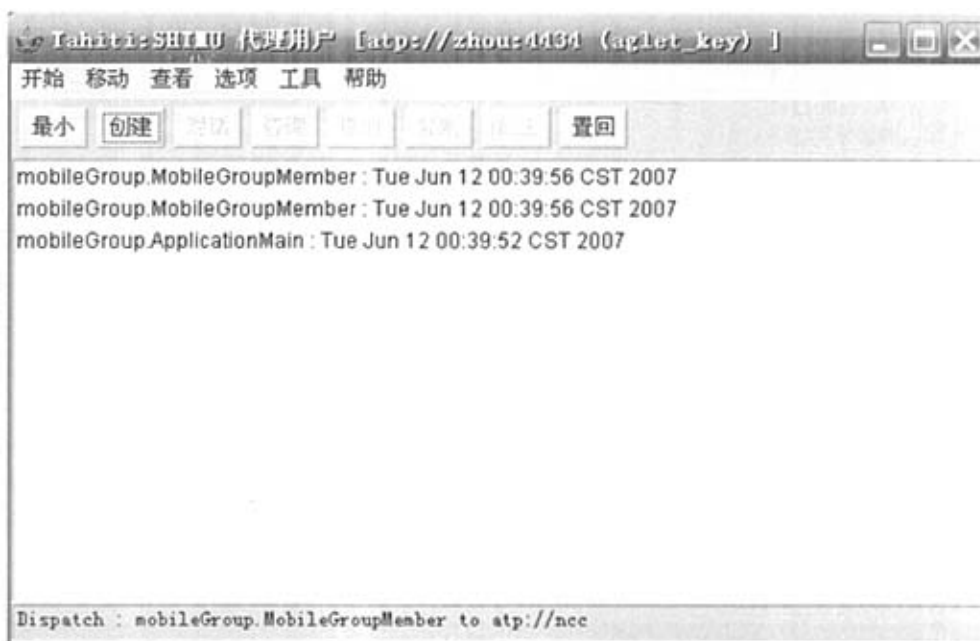 Tahiti:SHI_U 代理用户 [atp://zhou:4434 (aglet_key) ]
开始 移动 查看 选项 工具 帮助
最小 创建 对话 置回
mobileGroup.MobileGroupMember : Tue Jun 12 00:39:56 CST 2007
mobileGroup.MobileGroupMember : Tue Jun 12 00:39:56 CST 2007
mobileGroup.ApplicationMain : Tue Jun 12 00:39:52 CST 2007
Dispatch : mobileGroup.MobileGroupMember to atp://ncc